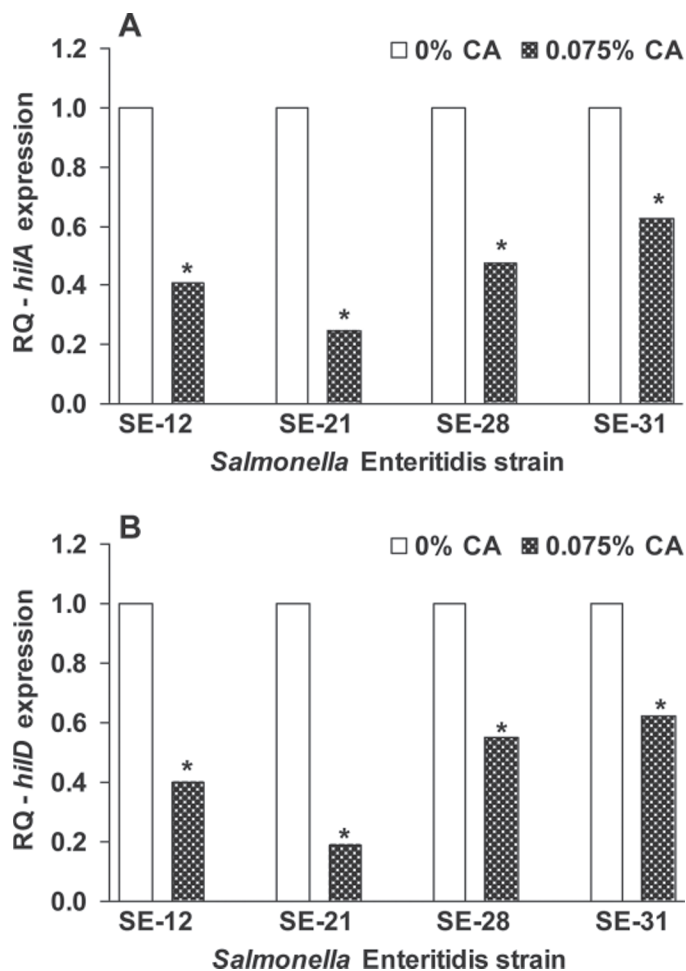 A
1.2
0% CA 0.075% CA
1.0
0.8
0.6
0.4
0.2
0.0
RQ - hilA expression
* * * *
SE-12 SE-21 SE-28 SE-31
Salmonella Enteritidis strain
B
1.2
0% CA 0.075% CA
1.0
0.8
0.6
0.4
0.2
0.0
RQ - hilD expression
* * * *
SE-12 SE-21 SE-28 SE-31
Salmonella Enteritidis strain